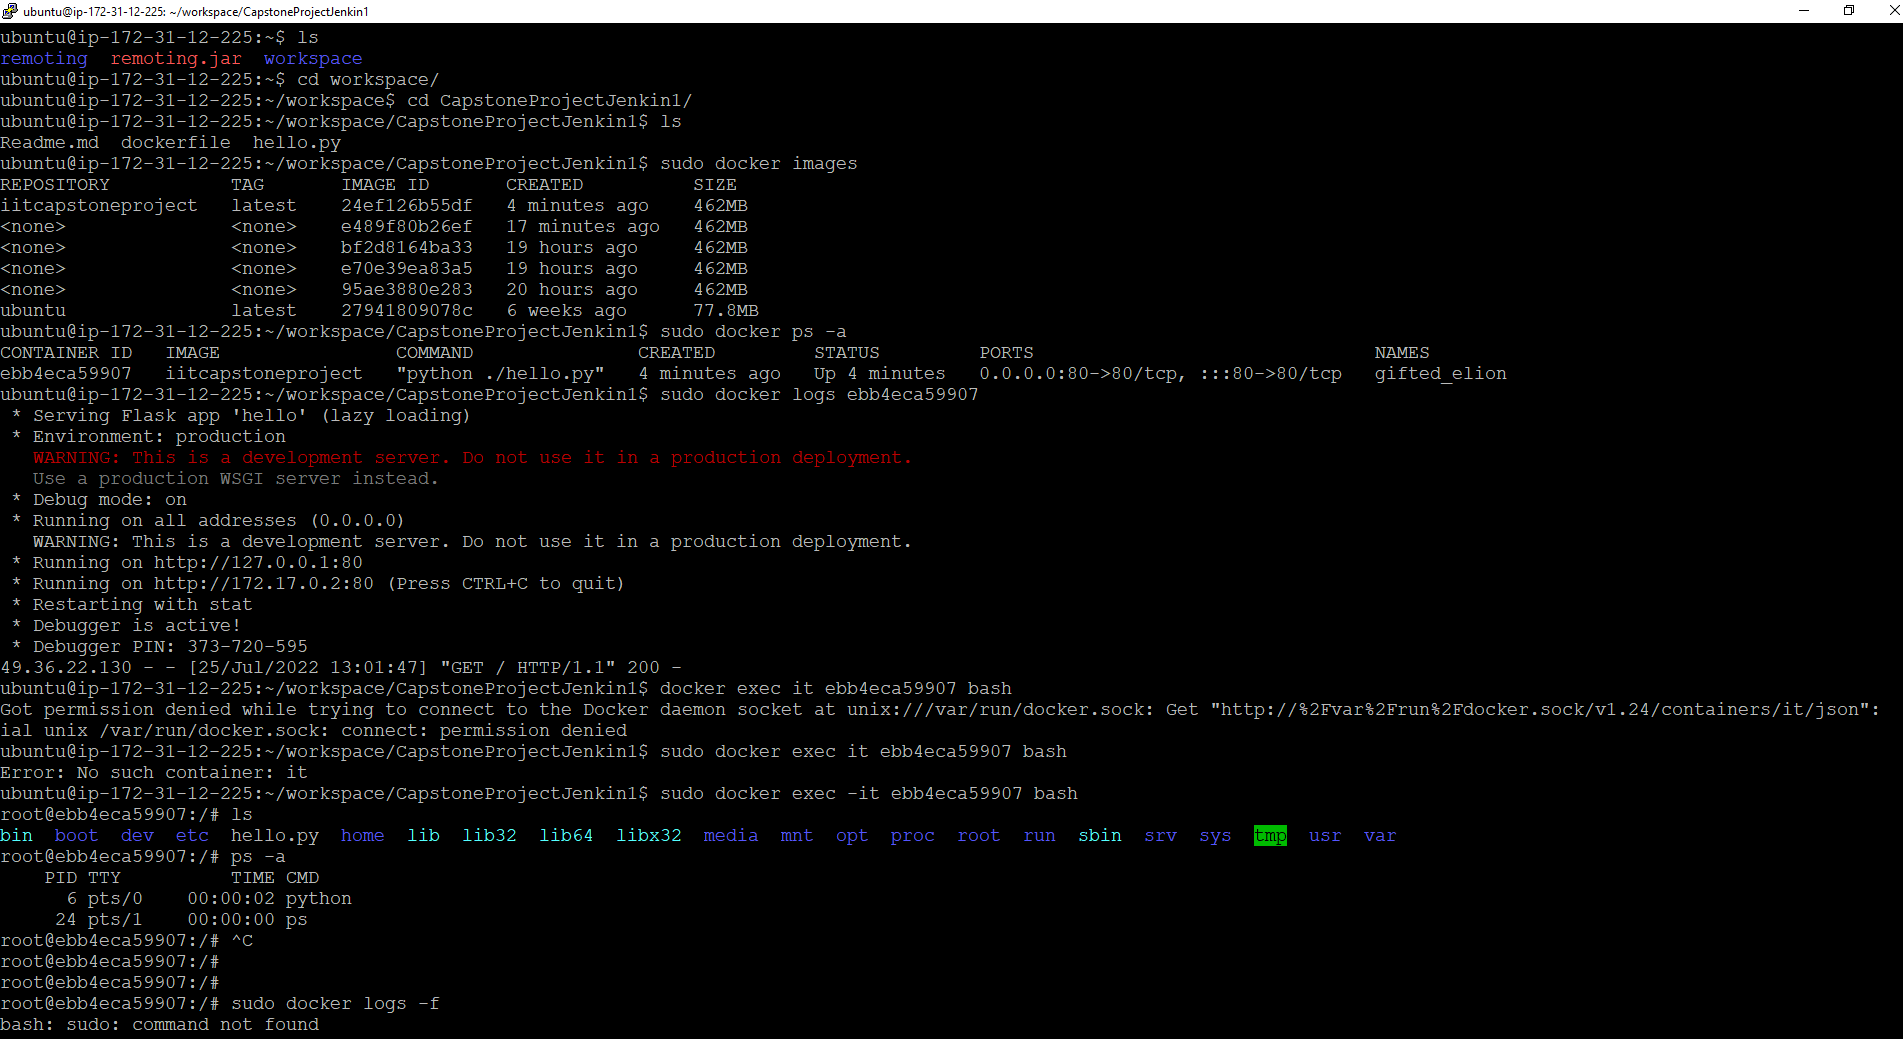 ubuntu@ip-172-31-12-225: ~/workspace/CapstoneProjectJenkin1
ubuntu@ip-172-31-12-225:~$ ls
remoting  remoting.jar  workspace
ubuntu@ip-172-31-12-225:~$ cd workspace/
ubuntu@ip-172-31-12-225:~/workspace$ cd CapstoneProjectJenkin1/
ubuntu@ip-172-31-12-225:~/workspace/CapstoneProjectJenkin1$ ls
Readme.md  dockerfile  hello.py
ubuntu@ip-172-31-12-225:~/workspace/CapstoneProjectJenkin1$ sudo docker images
REPOSITORY           TAG       IMAGE ID       CREATED          SIZE
iitcapstoneproject   latest    24ef126b55df   4 minutes ago    462MB
<none>               <none>    e489f80b26ef   17 minutes ago   462MB
<none>               <none>    bf2d8164ba33   19 hours ago     462MB
<none>               <none>    e70e39ea83a5   19 hours ago     462MB
<none>               <none>    95ae3880e283   20 hours ago     462MB
ubuntu               latest    27941809078c   6 weeks ago      77.8MB
ubuntu@ip-172-31-12-225:~/workspace/CapstoneProjectJenkin1$ sudo docker ps -a
CONTAINER ID   IMAGE                COMMAND               CREATED         STATUS         PORTS                               NAMES
ebb4eca59907   iitcapstoneproject   "python ./hello.py"   4 minutes ago   Up 4 minutes   0.0.0.0:80->80/tcp, :::80->80/tcp   gifted_elion
ubuntu@ip-172-31-12-225:~/workspace/CapstoneProjectJenkin1$ sudo docker logs ebb4eca59907
 * Serving Flask app 'hello' (lazy loading)
 * Environment: production
   WARNING: This is a development server. Do not use it in a production deployment.
   Use a production WSGI server instead.
 * Debug mode: on
 * Running on all addresses (0.0.0.0)
   WARNING: This is a development server. Do not use it in a production deployment.
 * Running on http://127.0.0.1:80
 * Running on http://172.17.0.2:80 (Press CTRL+C to quit)
 * Restarting with stat
 * Debugger is active!
 * Debugger PIN: 373-720-595
49.36.22.130 - - [25/Jul/2022 13:01:47] "GET / HTTP/1.1" 200 -
ubuntu@ip-172-31-12-225:~/workspace/CapstoneProjectJenkin1$ docker exec it ebb4eca59907 bash
Got permission denied while trying to connect to the Docker daemon socket at unix:///var/run/docker.sock: Get "http://%2Fvar%2Frun%2Fdocker.sock/v1.24/containers/it/json":
ial unix /var/run/docker.sock: connect: permission denied
ubuntu@ip-172-31-12-225:~/workspace/CapstoneProjectJenkin1$ sudo docker exec it ebb4eca59907 bash
Error: No such container: it
ubuntu@ip-172-31-12-225:~/workspace/CapstoneProjectJenkin1$ sudo docker exec -it ebb4eca59907 bash
root@ebb4eca59907:/# ls
bin  boot  dev  etc  hello.py  home  lib  lib32  lib64  libx32  media  mnt  opt  proc  root  run  sbin  srv  sys  tmp  usr  var
root@ebb4eca59907:/# ps -a
    PID TTY          TIME CMD
      6 pts/0    00:00:02 python
     24 pts/1    00:00:00 ps
root@ebb4eca59907:/# ^C
root@ebb4eca59907:/#
root@ebb4eca59907:/#
root@ebb4eca59907:/# sudo docker logs -f
bash: sudo: command not found